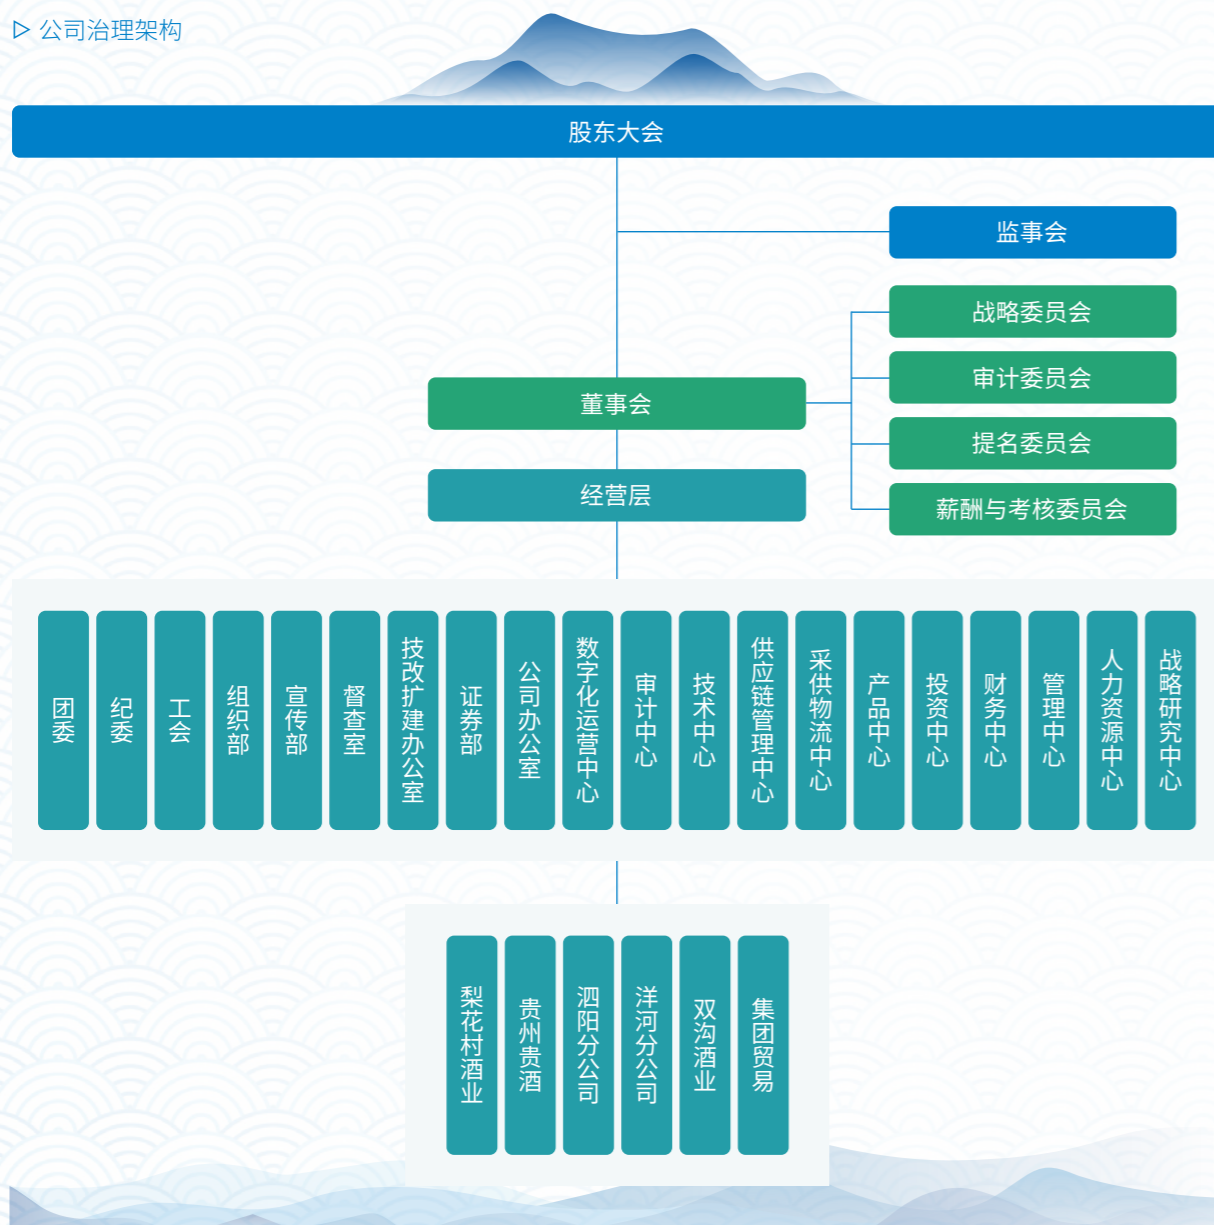 公司治理架构
股东大会
监事会
战略委员会
审计委员会
董事会
提名委员会
经营层
薪酬与考核委员会
团委
纪委
工会
组织部
宣传部
督查室
技改扩建办公室
证券部
公司办公室
数字化运营中心
审计中心
技术中心
供应链管理中心
采供物流中心
产品中心
投资中心
财务中心
管理中心
人力资源中心
战略研究中心
梨花村酒业
贵州贵酒
泗阳分公司
洋河分公司
双沟酒业
集团贸易